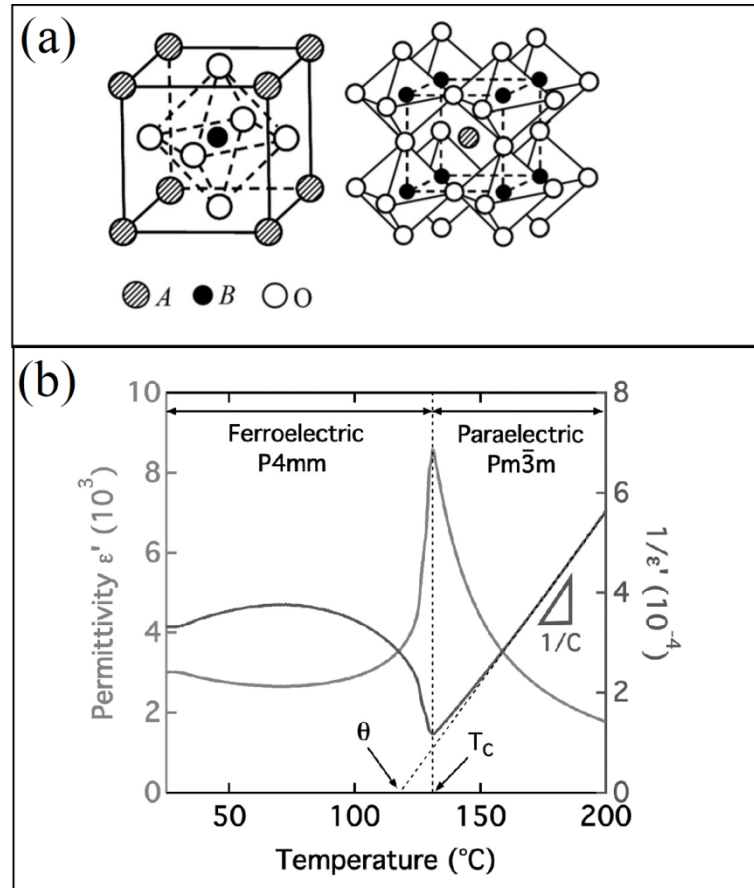 (a)
A B O
(b)
10 8
Ferroelectric Paraelectric
P4mm Pm3̄m
8
6
6
4
4
1/C
2
2
θ T_C
0 0
50 100 150 200
Permittivity ε' (10³)
1/ε' (10⁻⁴)
Temperature (°C)